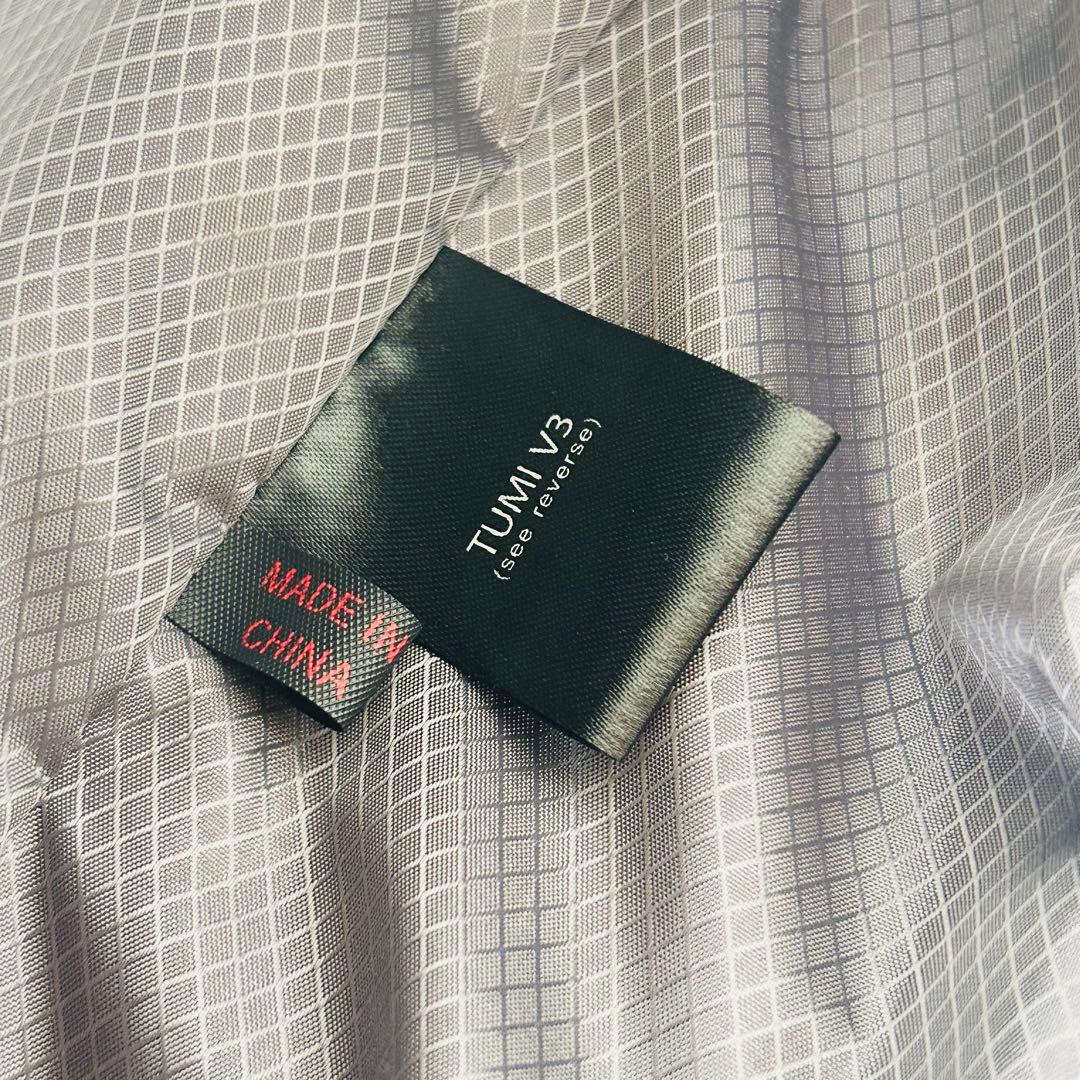 TUMI V3
(see reverse)
MADE IN
CHINA